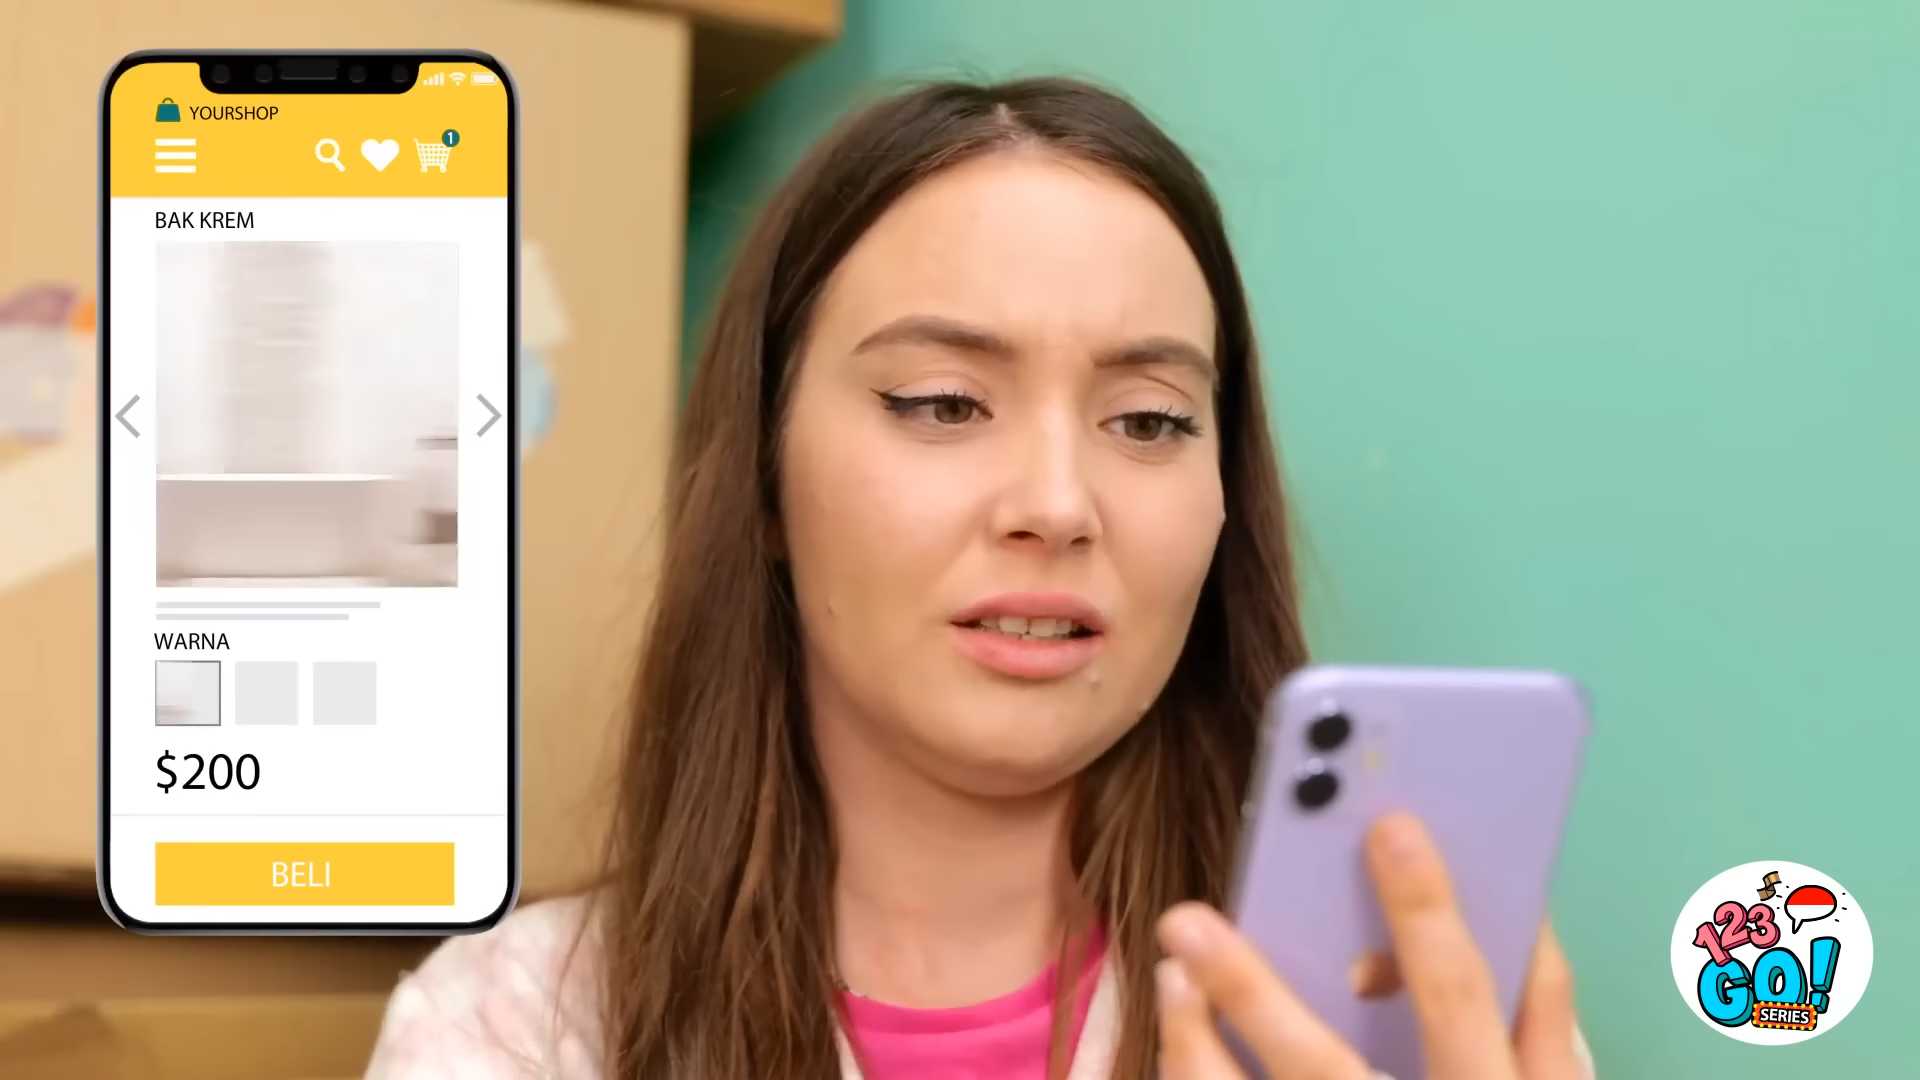 YOURSHOP
1
BAK KREM
WARNA
$200
BELI
123
GO!
SERIES